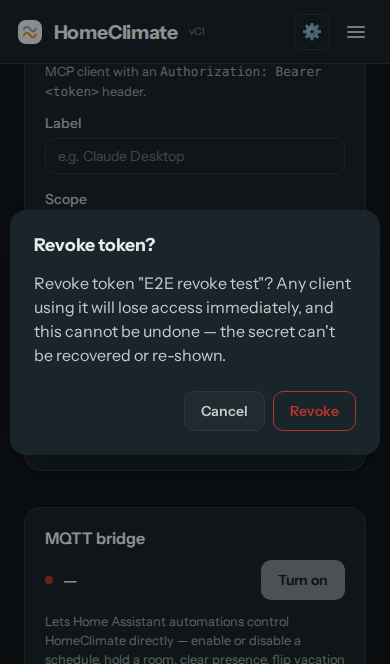 HomeClimate vCI
MCP client with an Authorization: Bearer
<token> header.
Label
e.g. Claude Desktop
Scope
Revoke token?
Revoke token "E2E revoke test"? Any client
using it will lose access immediately, and
this cannot be undone — the secret can't
be recovered or re-shown.
Cancel Revoke
MQTT bridge
— Turn on
Lets Home Assistant automations control
HomeClimate directly — enable or disable a
schedule, hold a room, clear presence, flip vacation